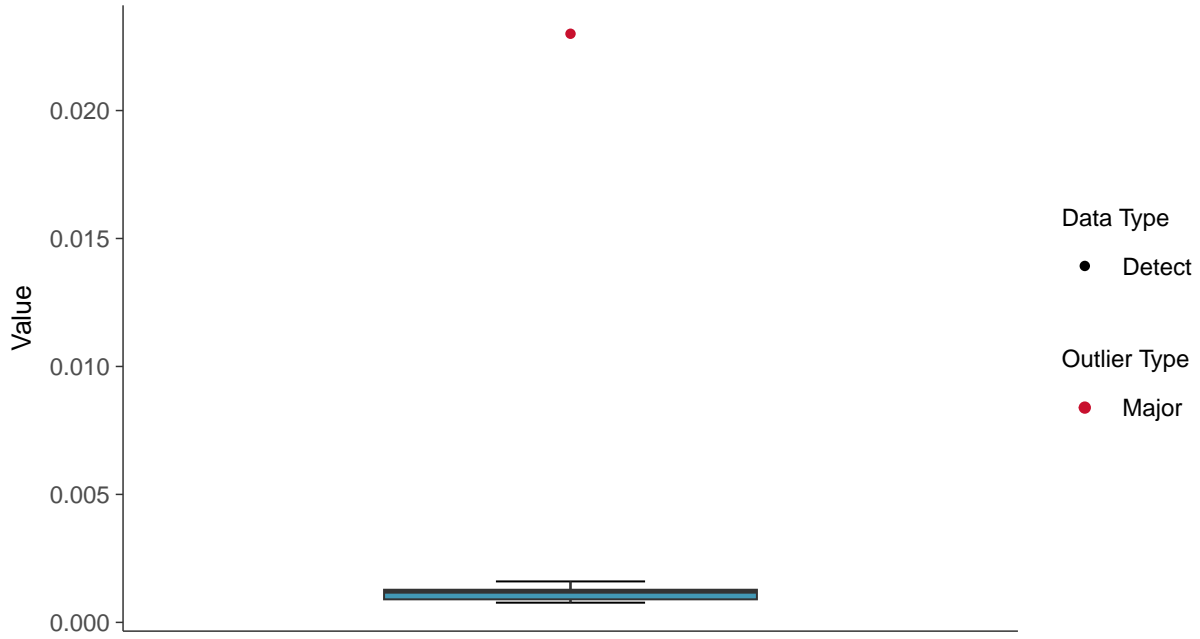 Value
0.020
0.015
0.010
0.005
0.000
Data Type
Detect
Outlier Type
Major